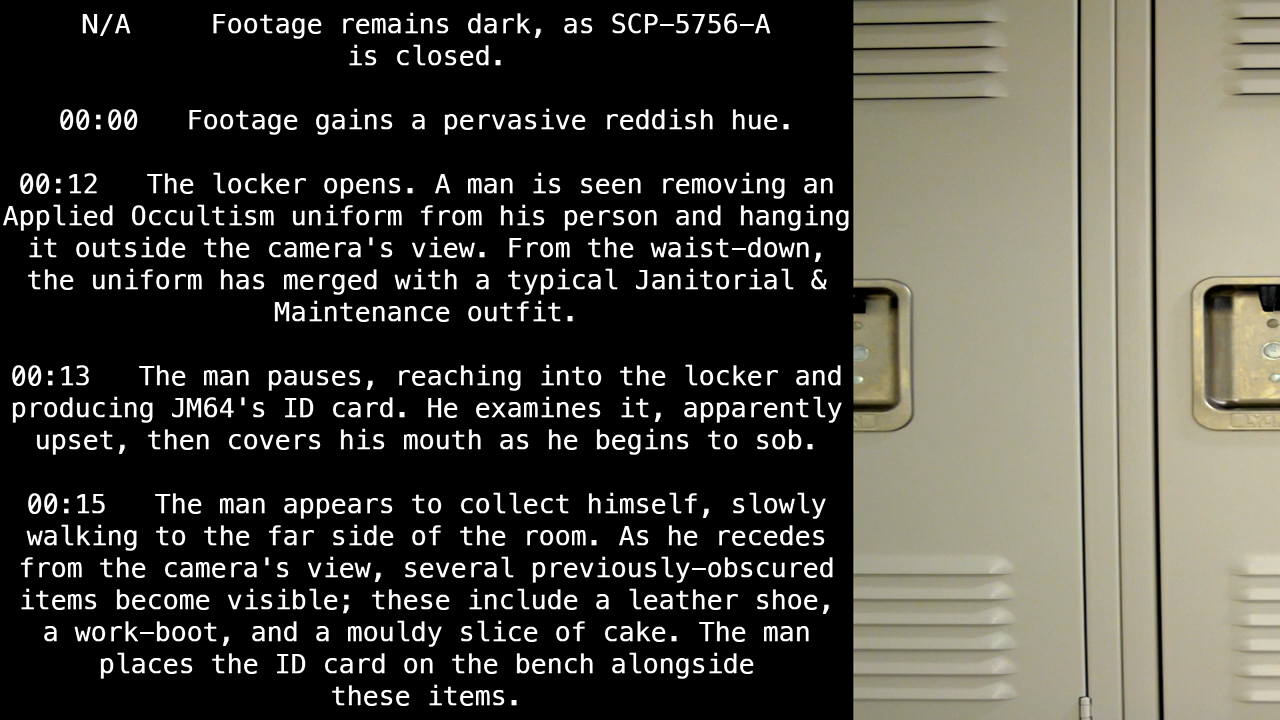 N/A Footage remains dark, as SCP-5756-A
is closed.
00:00 Footage gains a pervasive reddish hue.
00:12 The locker opens. A man is seen removing an
Applied Occultism uniform from his person and hanging
it outside the camera's view. From the waist-down,
the uniform has merged with a typical Janitorial &
Maintenance outfit.
00:13 The man pauses, reaching into the locker and
producing JM64's ID card. He examines it, apparently
upset, then covers his mouth as he begins to sob.
00:15 The man appears to collect himself, slowly
walking to the far side of the room. As he recedes
from the camera's view, several previously-obscured
items become visible; these include a leather shoe,
a work-boot, and a mouldy slice of cake. The man
places the ID card on the bench alongside
these items.